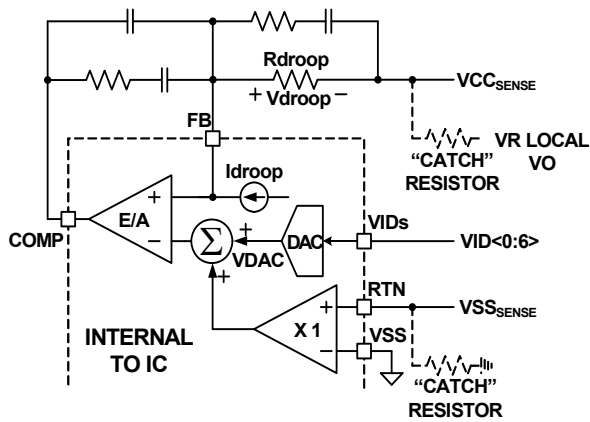 Rdroop
+ Vdroop −
VCCSENSE
FB
"CATCH"
RESISTOR
VR LOCAL
VO
Idroop
+
E/A
−
COMP
Σ
+
+
VDAC
DAC
VIDs
VID<0:6>
RTN
VSSSENSE
+
X 1
−
VSS
INTERNAL
TO IC
"CATCH"
RESISTOR